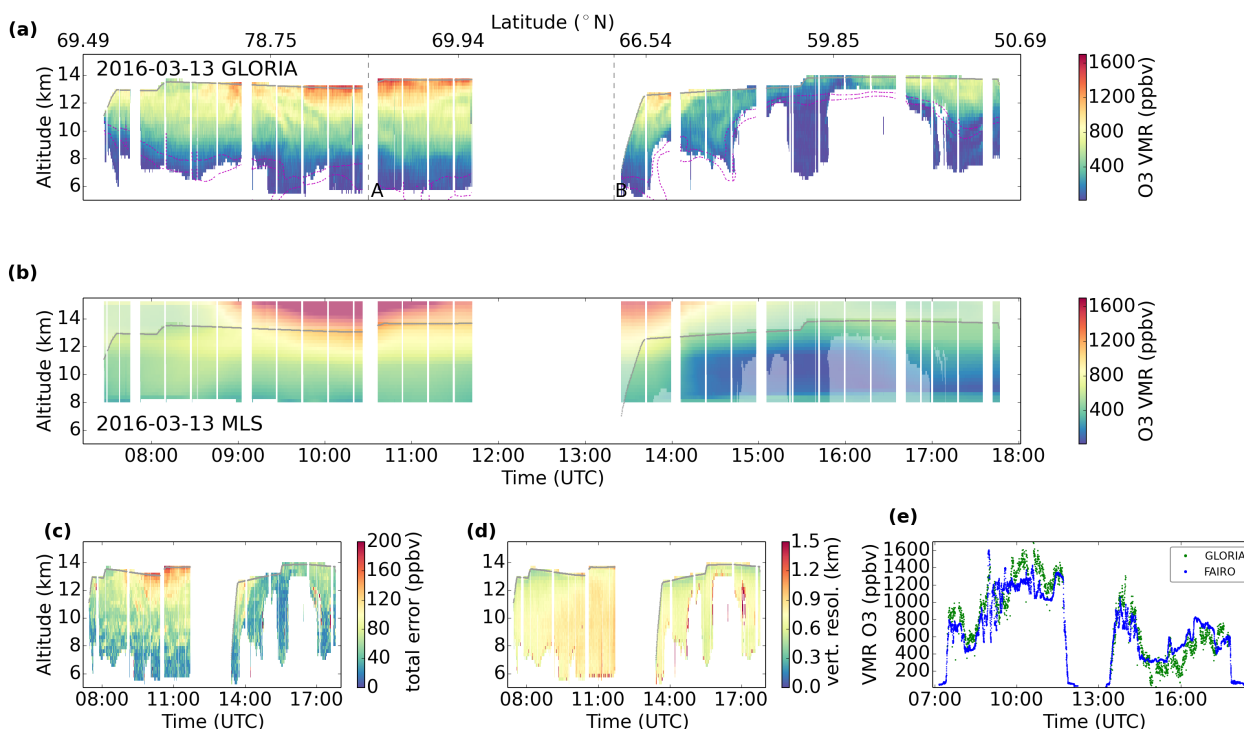 Latitude (°N)
(a)
69.49 78.75 69.94 66.54 59.85 50.69
2016-03-13 GLORIA
14
12
10
8
6
Altitude (km)
A
B
1600
1200
800
400
O3 VMR (ppbv)
(b)
2016-03-13 MLS
14
12
10
8
6
Altitude (km)
08:00 09:00 10:00 11:00 12:00 13:00 14:00 15:00 16:00 17:00 18:00
Time (UTC)
1600
1200
800
400
O3 VMR (ppbv)
(c)
14
12
10
8
6
Altitude (km)
08:00 11:00 14:00 17:00
Time (UTC)
200
160
120
80
40
0
total error (ppbv)
(d)
14
12
10
8
6
Altitude (km)
08:00 11:00 14:00 17:00
Time (UTC)
1.5
1.2
0.9
0.6
0.3
0.0
vert. resol. (km)
(e)
1600
1400
1200
1000
800
600
400
200
VMR O3 (ppbv)
GLORIA
FAIRO
07:00 10:00 13:00 16:00
Time (UTC)